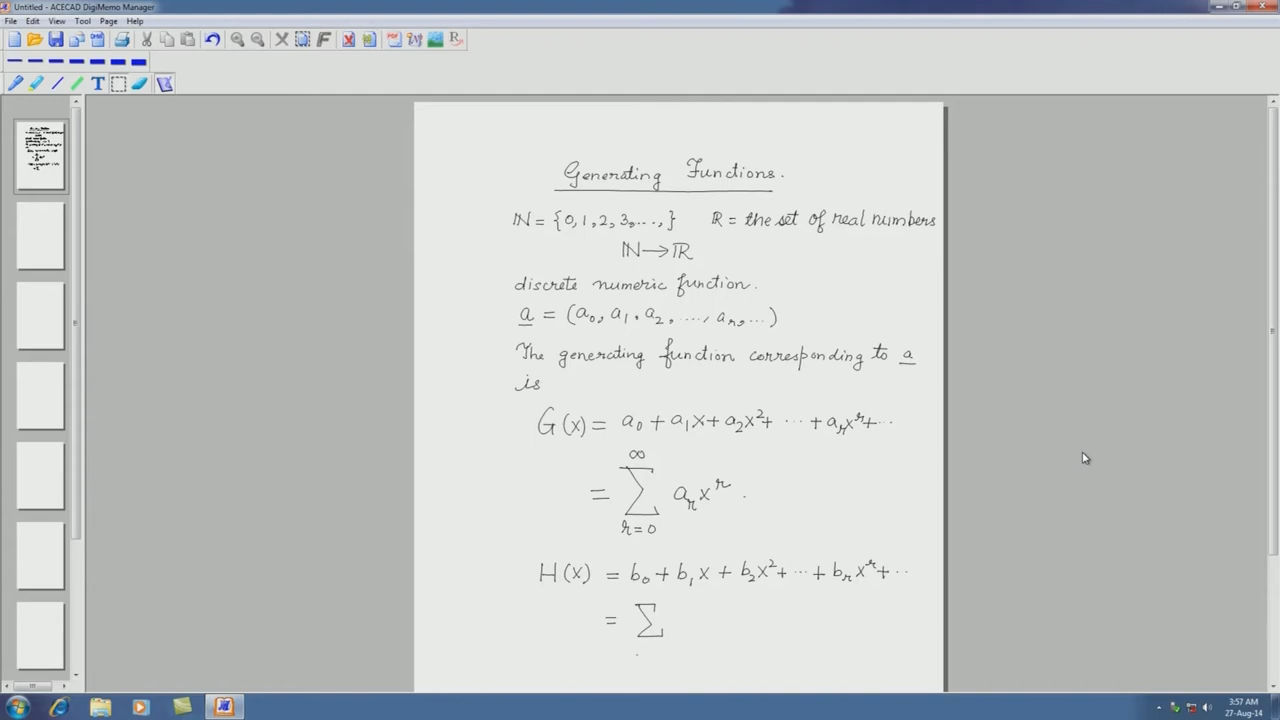 Untitled - ACECAD DigiMemo Manager
File Edit View Tool Page Help
Generating Functions.
ℕ = {0, 1, 2, 3, ..., } ℝ = the set of real numbers
ℕ → ℝ
discrete numeric function.
a = (a₀, a₁, a₂, ..., aᵣ, ...)
The generating function corresponding to a
is
G(x) = a₀ + a₁x + a₂x² + ... + aᵣxʳ + ...
= ∑_{r=0}^{∞} aᵣxʳ .
H(x) = b₀ + b₁x + b₂x² + ... + bᵣxʳ + ...
= ∑
3:57 AM
27-Aug-14